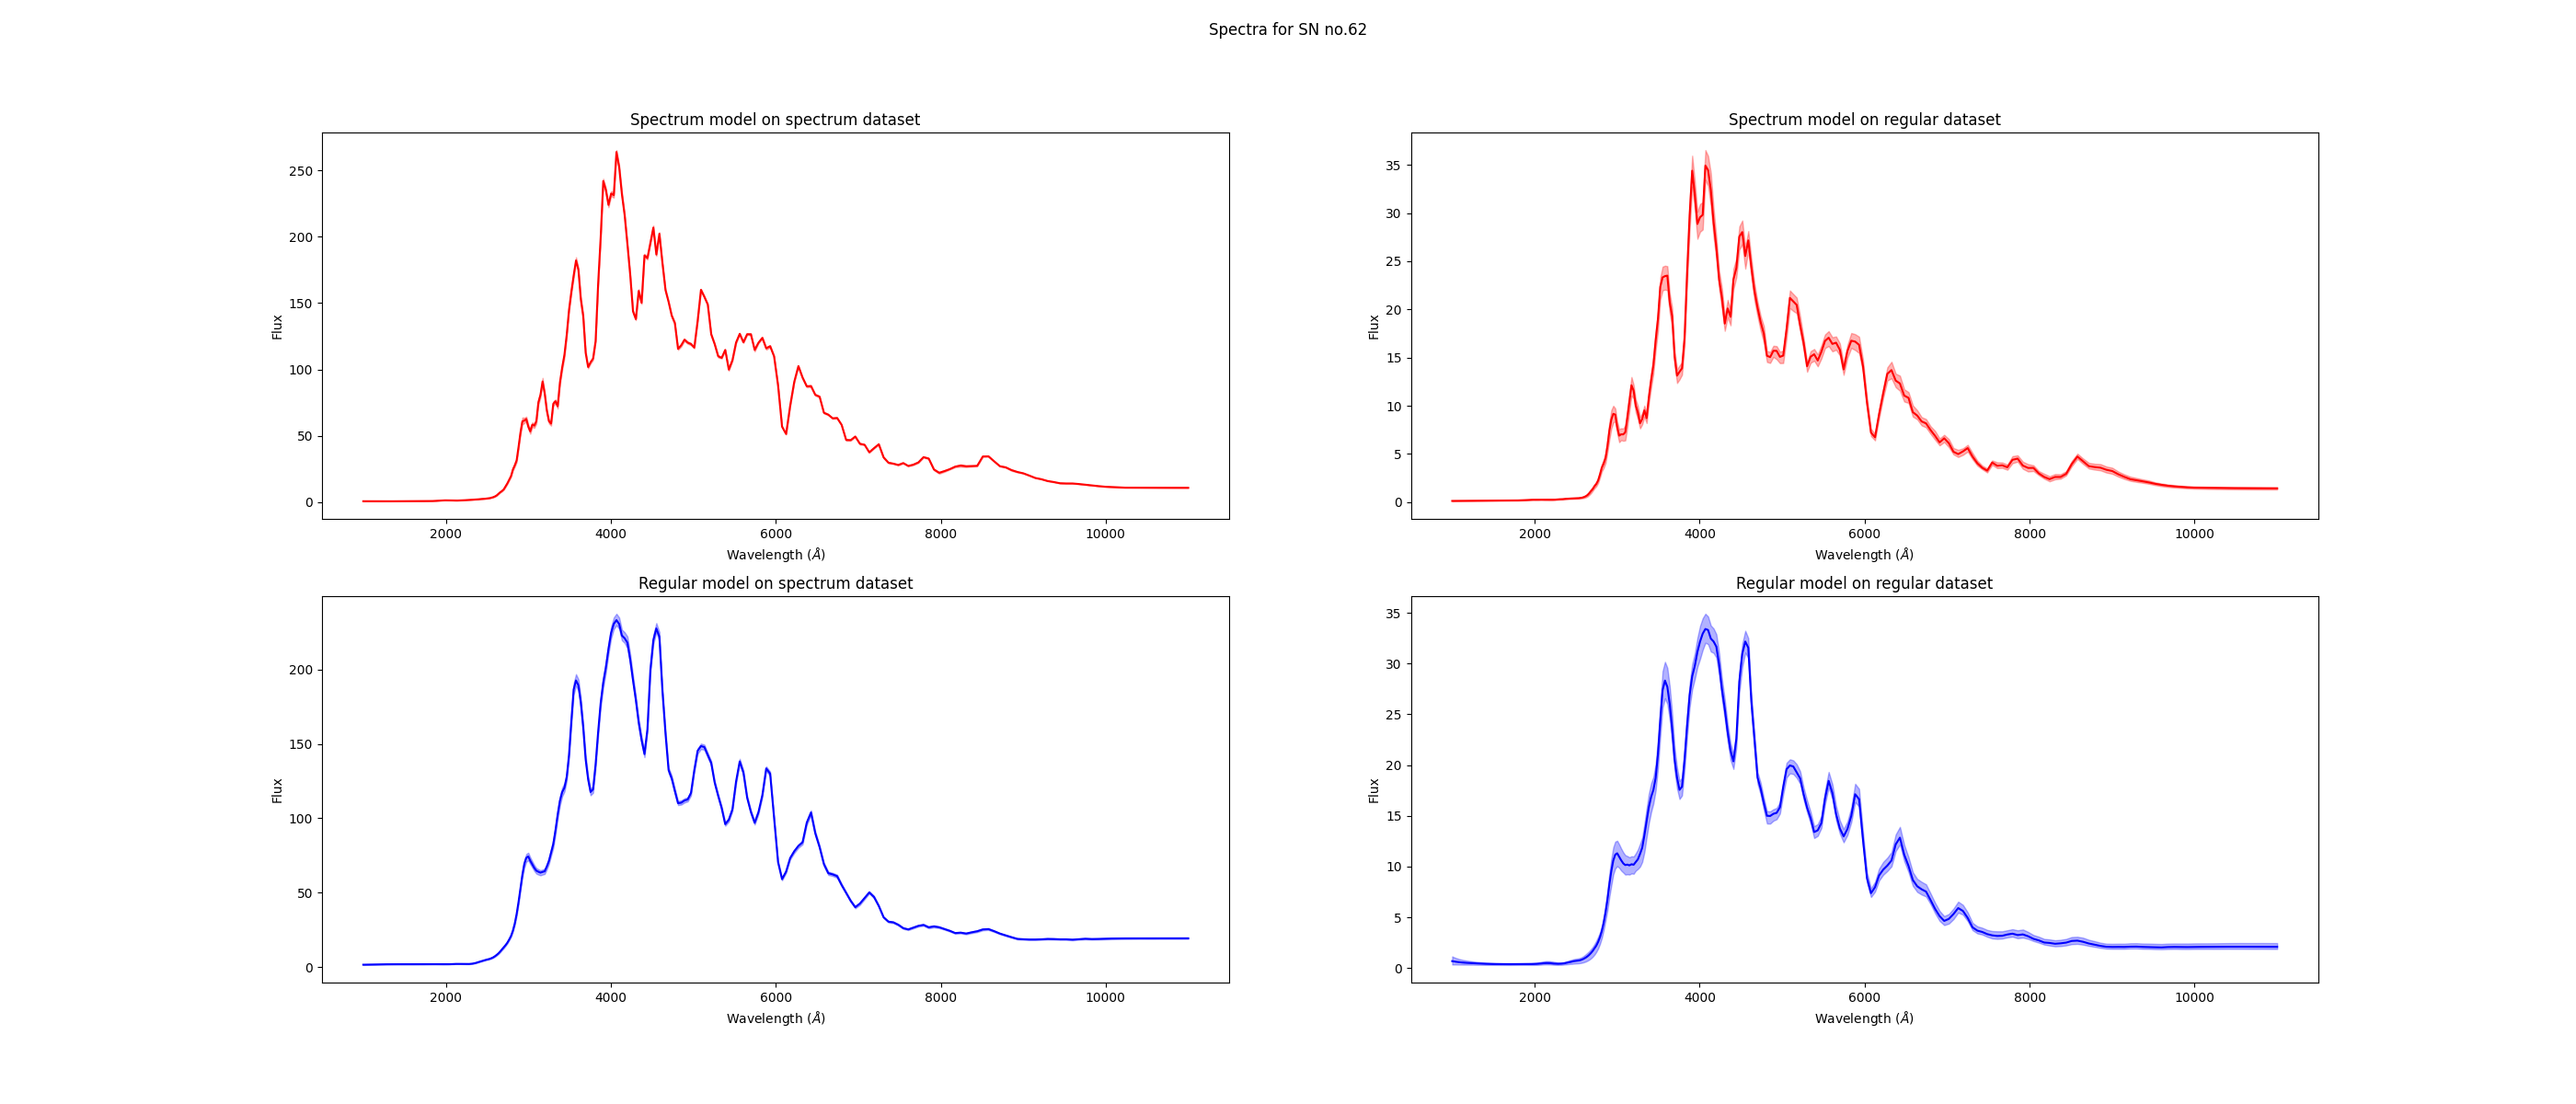 Spectra for SN no.62
Spectrum model on spectrum dataset
250
200
150
100
50
0
Flux
2000 4000 6000 8000 10000
Wavelength (Å)
Spectrum model on regular dataset
35
30
25
20
15
10
5
0
Flux
2000 4000 6000 8000 10000
Wavelength (Å)
Regular model on spectrum dataset
200
150
100
50
0
Flux
2000 4000 6000 8000 10000
Wavelength (Å)
Regular model on regular dataset
35
30
25
20
15
10
5
0
Flux
2000 4000 6000 8000 10000
Wavelength (Å)